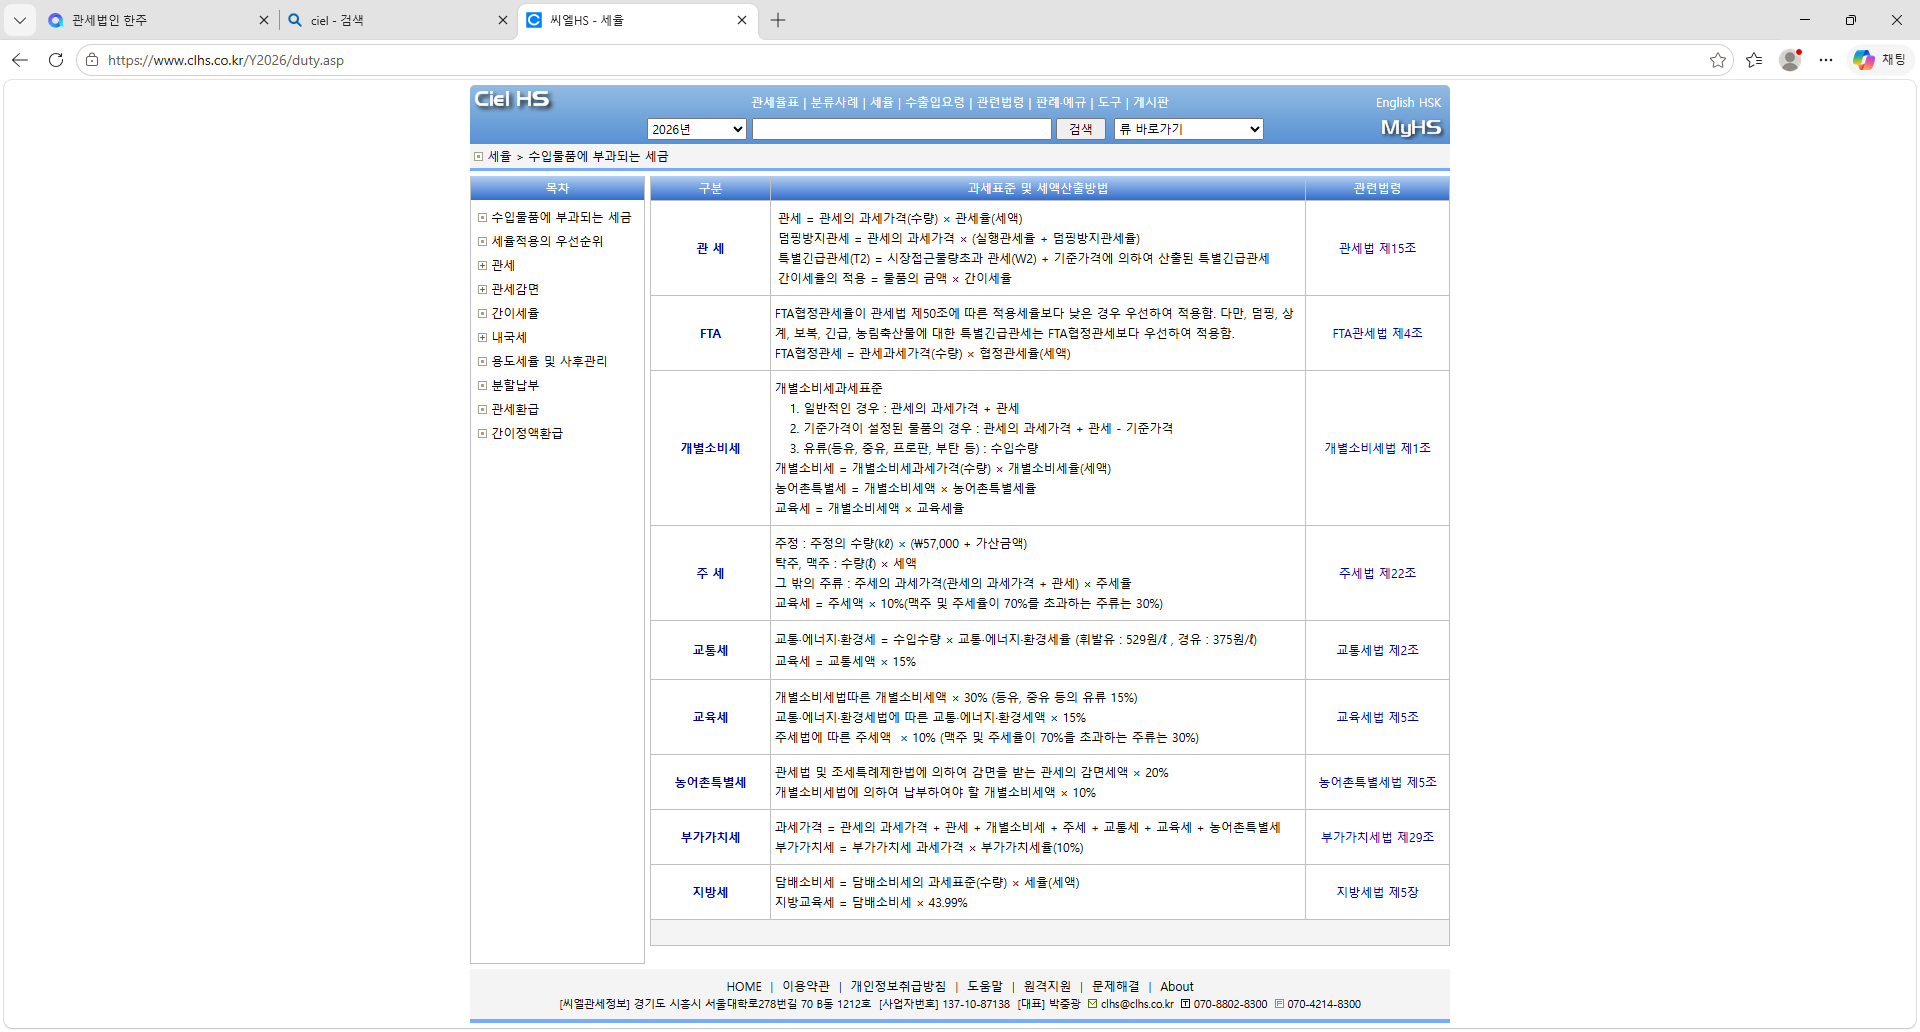 관세법인 한주
ciel - 검색
씨엘HS - 세율
https://www.clhs.co.kr/Y2026/duty.asp
채팅
Ciel HS
관세율표 | 분류사례 | 세율 | 수출입요령 | 관련법령 | 판례·예규 | 도구 | 게시판
English HSK
2026년
검색
류 바로가기
MyHS
세율 > 수입물품에 부과되는 세금
목차
수입물품에 부과되는 세금
세율적용의 우선순위
관세
관세감면
간이세율
내국세
용도세율 및 사후관리
분할납부
관세환급
간이정액환급
구분
과세표준 및 세액산출방법
관련법령
관 세
관세 = 관세의 과세가격(수량) × 관세율(세액)
덤핑방지관세 = 관세의 과세가격 × (실행관세율 + 덤핑방지관세율)
특별긴급관세(T2) = 시장접근물량초과 관세(W2) + 기준가격에 의하여 산출된 특별긴급관세
간이세율의 적용 = 물품의 금액 × 간이세율
관세법 제15조
FTA
FTA협정관세율이 관세법 제50조에 따른 적용세율보다 낮은 경우 우선하여 적용함. 다만, 덤핑, 상
계, 보복, 긴급, 농림축산물에 대한 특별긴급관세는 FTA협정관세보다 우선하여 적용함.
FTA협정관세 = 관세과세가격(수량) × 협정관세율(세액)
FTA관세법 제4조
개별소비세
개별소비세과세표준
1. 일반적인 경우 : 관세의 과세가격 + 관세
2. 기준가격이 설정된 물품의 경우 : 관세의 과세가격 + 관세 - 기준가격
3. 유류(등유, 중유, 프로판, 부탄 등) : 수입수량
개별소비세 = 개별소비세과세가격(수량) × 개별소비세율(세액)
농어촌특별세 = 개별소비세액 × 농어촌특별세율
교육세 = 개별소비세액 × 교육세율
개별소비세법 제1조
주 세
주정 : 주정의 수량(㎘) × (₩57,000 + 가산금액)
탁주, 맥주 : 수량(ℓ) × 세액
그 밖의 주류 : 주세의 과세가격(관세의 과세가격 + 관세) × 주세율
교육세 = 주세액 × 10%(맥주 및 주세율이 70%를 초과하는 주류는 30%)
주세법 제22조
교통세
교통·에너지·환경세 = 수입수량 × 교통·에너지·환경세율 (휘발유 : 529원/ℓ , 경유 : 375원/ℓ)
교육세 = 교통세액 × 15%
교통세법 제2조
교육세
개별소비세법따른 개별소비세액 × 30% (등유, 중유 등의 유류 15%)
교통·에너지·환경세법에 따른 교통·에너지·환경세액 × 15%
주세법에 따른 주세액 × 10% (맥주 및 주세율이 70%을 초과하는 주류는 30%)
교육세법 제5조
농어촌특별세
관세법 및 조세특례제한법에 의하여 감면을 받는 관세의 감면세액 × 20%
개별소비세법에 의하여 납부하여야 할 개별소비세액 × 10%
농어촌특별세법 제5조
부가가치세
과세가격 = 관세의 과세가격 + 관세 + 개별소비세 + 주세 + 교통세 + 교육세 + 농어촌특별세
부가가치세 = 부가가치세 과세가격 × 부가가치세율(10%)
부가가치세법 제29조
지방세
담배소비세 = 담배소비세의 과세표준(수량) × 세율(세액)
지방교육세 = 담배소비세 × 43.99%
지방세법 제5장
HOME | 이용약관 | 개인정보취급방침 | 도움말 | 원격지원 | 문제해결 | About
[씨엘관세정보] 경기도 시흥시 서울대학로278번길 70 B동 1212호 [사업자번호] 137-10-87138 [대표] 박중광 clhs@clhs.co.kr 070-8802-8300 070-4214-8300